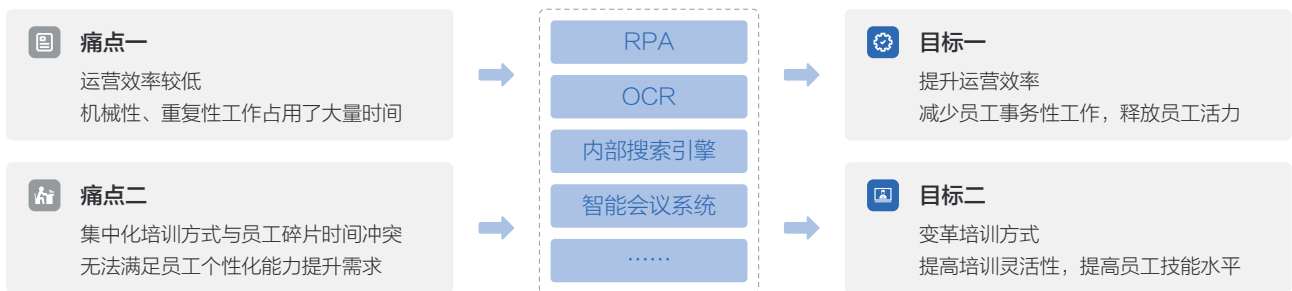 痛点一
运营效率较低
机械性、重复性工作占用了大量时间
痛点二
集中化培训方式与员工碎片时间冲突
无法满足员工个性化能力提升需求
RPA
OCR
内部搜索引擎
智能会议系统
……
目标一
提升运营效率
减少员工事务性工作，释放员工活力
目标二
变革培训方式
提高培训灵活性，提高员工技能水平